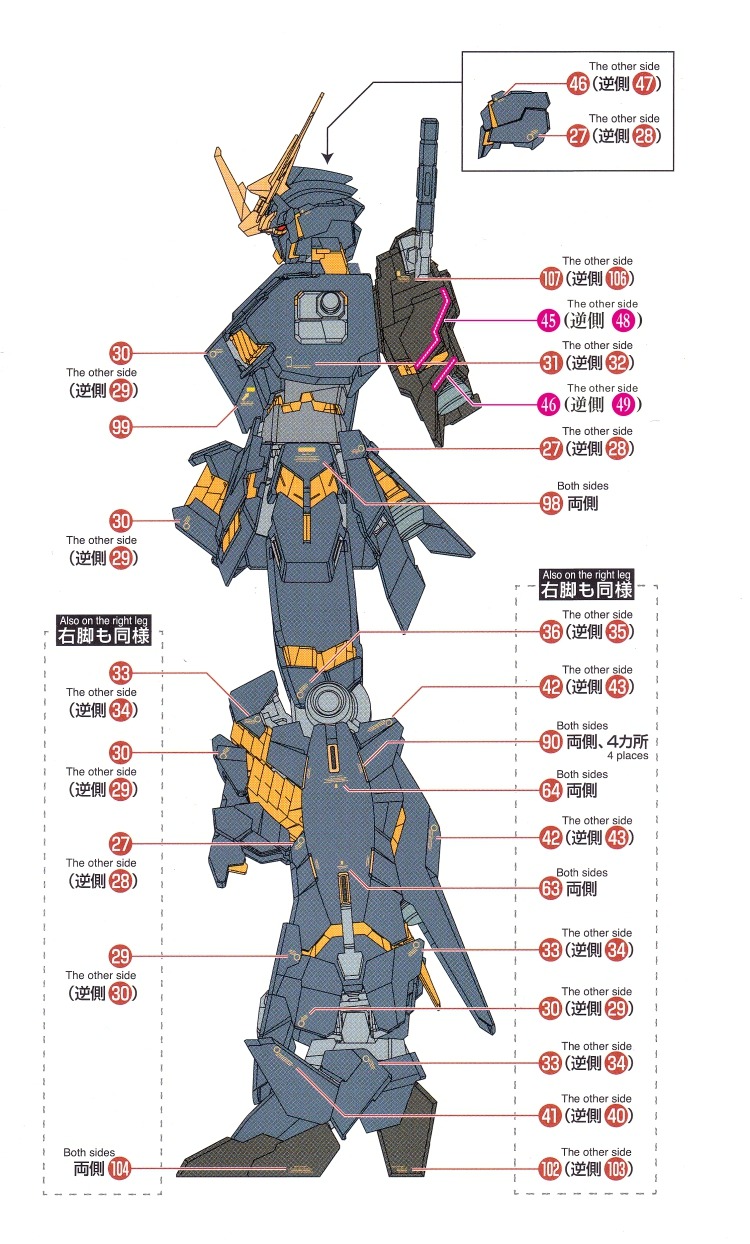 The other side
46 (逆側 47)
The other side
27 (逆側 28)
The other side
107 (逆側 106)
The other side
45 (逆側 48)
The other side
31 (逆側 32)
The other side
46 (逆側 49)
The other side
27 (逆側 28)
Both sides
98 両側
30
The other side
(逆側 29)
99
30
The other side
(逆側 29)
Also on the right leg
右脚も同様
33
The other side
(逆側 34)
30
The other side
(逆側 29)
27
The other side
(逆側 28)
29
The other side
(逆側 30)
Both sides
両側 104
Also on the right leg
右脚も同様
The other side
36 (逆側 35)
The other side
42 (逆側 43)
Both sides
90 両側、4カ所
4 places
Both sides
64 両側
The other side
42 (逆側 43)
Both sides
63 両側
The other side
33 (逆側 34)
The other side
30 (逆側 29)
The other side
33 (逆側 34)
The other side
41 (逆側 40)
The other side
102 (逆側 103)